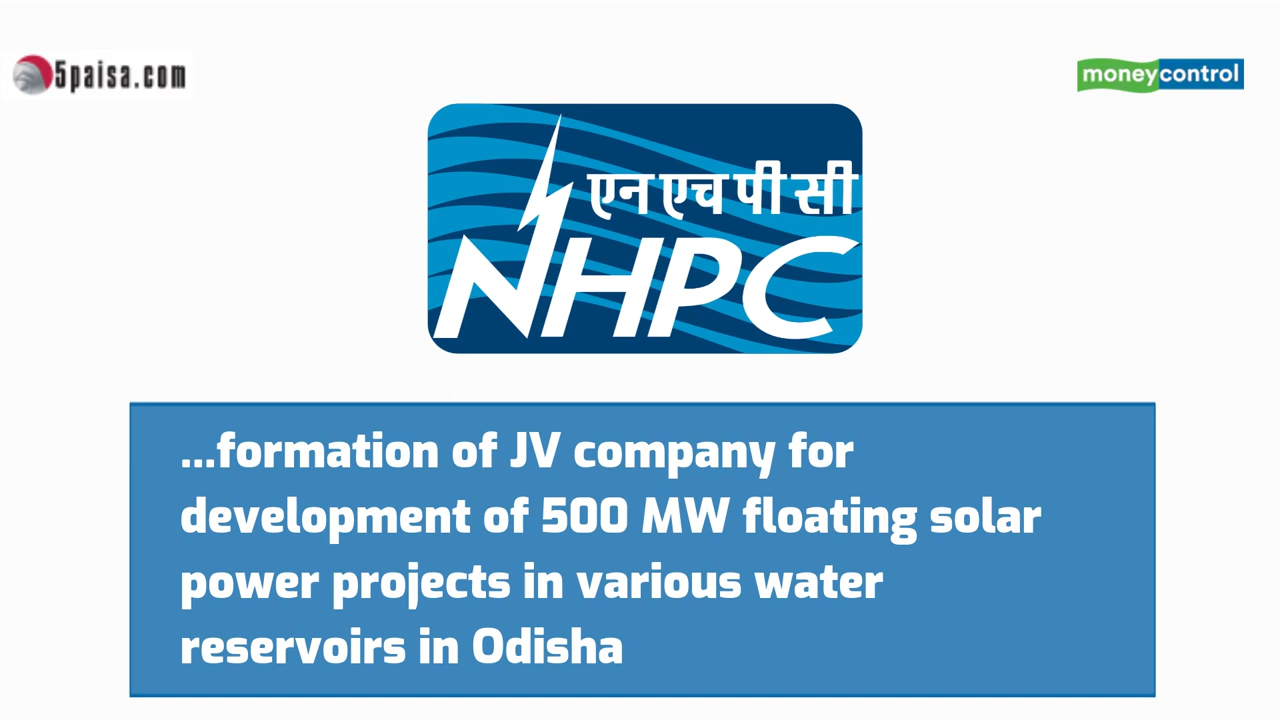 5paisa.com
moneycontrol
एन एच पी सी
NHPC
...formation of JV company for
development of 500 MW floating solar
power projects in various water
reservoirs in Odisha